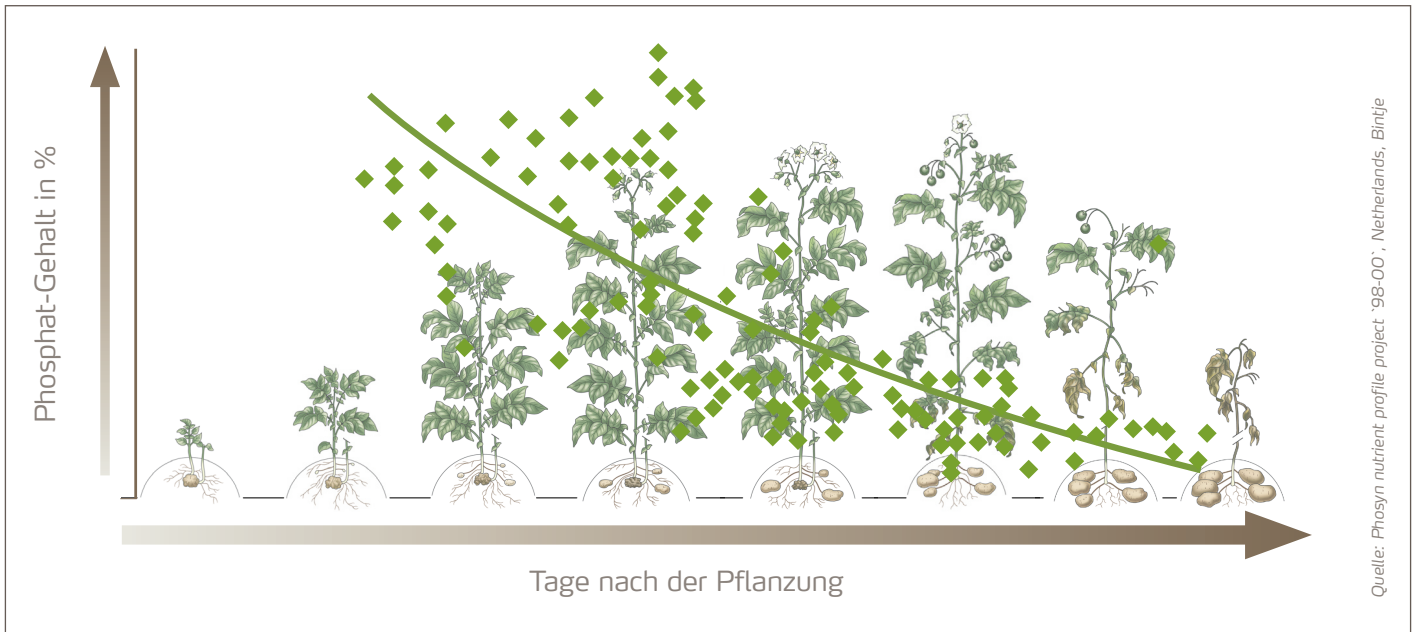 Phosphat-Gehalt in %
Tage nach der Pflanzung
Quelle: Phosyn nutrient profile project '98-00', Netherlands, Bintje